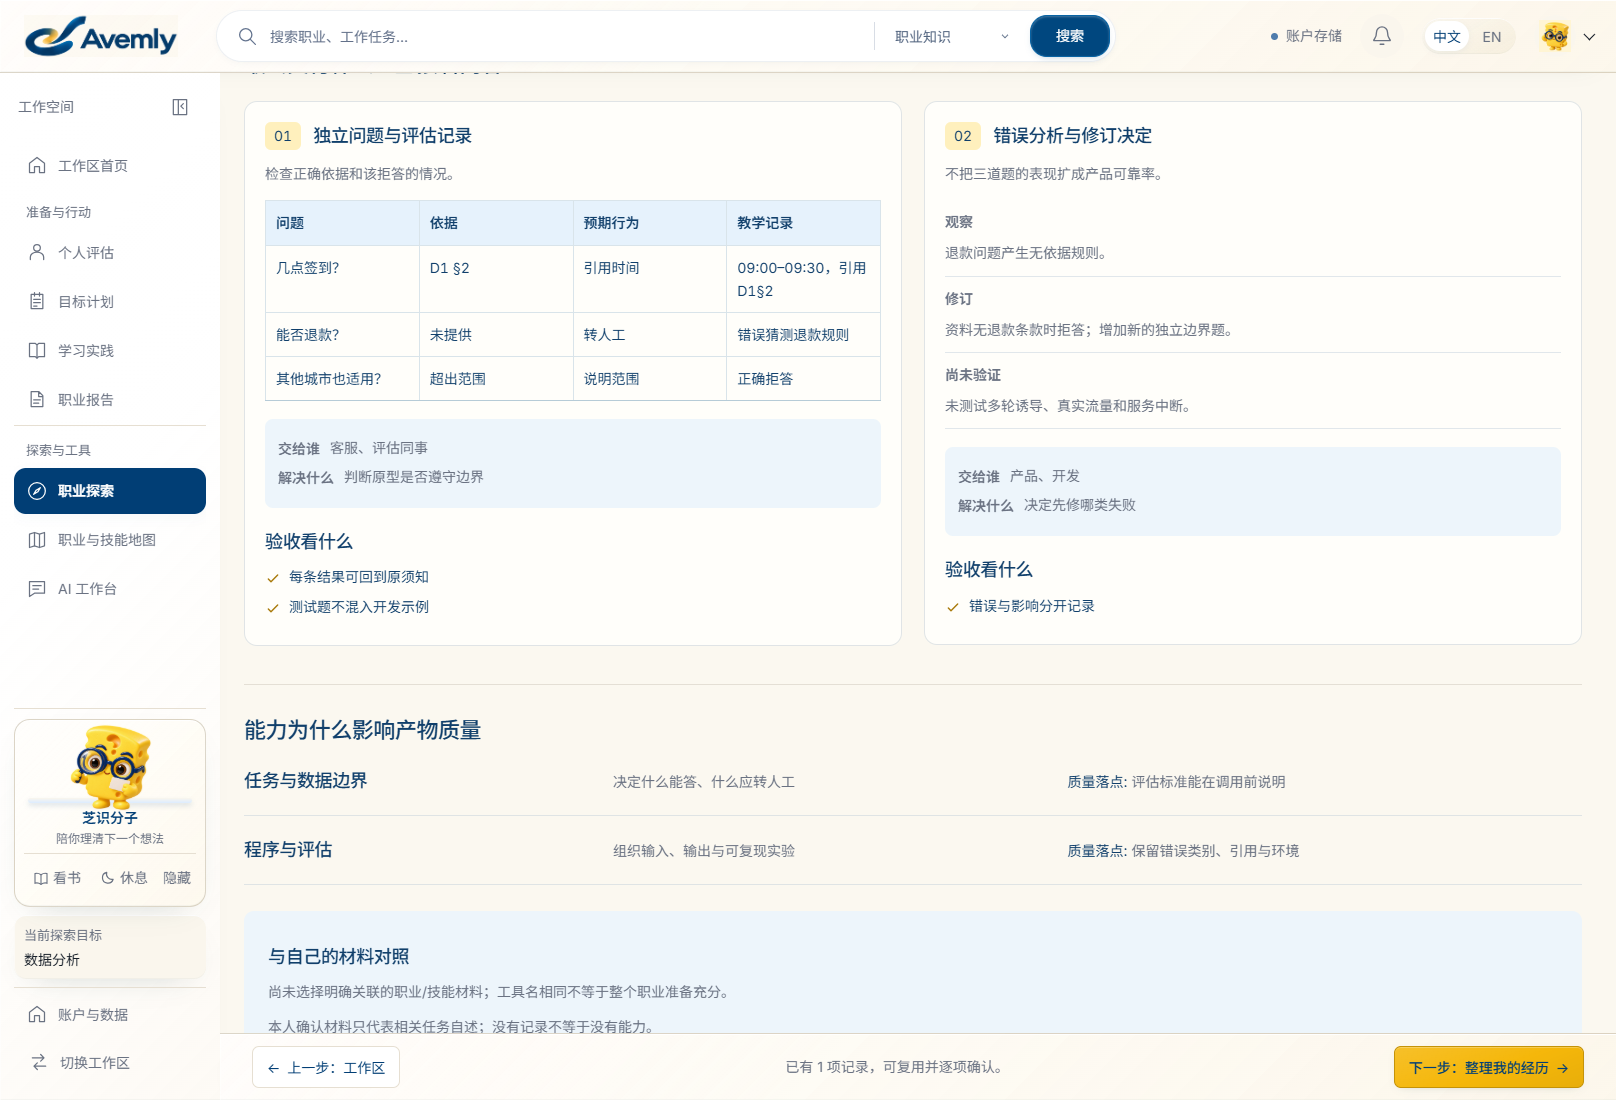 Avemly
搜索职业、工作任务...
职业知识
搜索
账户存储
中文
EN
工作空间
工作区首页
准备与行动
个人评估
目标计划
学习实践
职业报告
探索与工具
职业探索
职业与技能地图
AI 工作台
芝识分子
陪你理清下一个想法
看书
休息
隐藏
当前探索目标
数据分析
账户与数据
切换工作区
01 独立问题与评估记录
检查正确依据和该拒答的情况。
问题 依据 预期行为 教学记录
几点签到? D1 §2 引用时间 09:00–09:30，引用
D1§2
能否退款? 未提供 转人工 错误猜测退款规则
其他城市也适用? 超出范围 说明范围 正确拒答
交给谁 客服、评估同事
解决什么 判断原型是否遵守边界
验收看什么
每条结果可回到原须知
测试题不混入开发示例
02 错误分析与修订决定
不把三道题的表现扩成产品可靠率。
观察
退款问题产生无依据规则。
修订
资料无退款条款时拒答；增加新的独立边界题。
尚未验证
未测试多轮诱导、真实流量和服务中断。
交给谁 产品、开发
解决什么 决定先修哪类失败
验收看什么
错误与影响分开记录
能力为什么影响产物质量
任务与数据边界 决定什么能答、什么应转人工 质量落点: 评估标准能在调用前说明
程序与评估 组织输入、输出与可复现实验 质量落点: 保留错误类别、引用与环境
与自己的材料对照
尚未选择明确关联的职业/技能材料；工具名相同不等于整个职业准备充分。
本人确认材料只代表相关任务自述；没有记录不等于没有能力。
← 上一步：工作区
已有 1 项记录，可复用并逐项确认。
下一步：整理我的经历 →